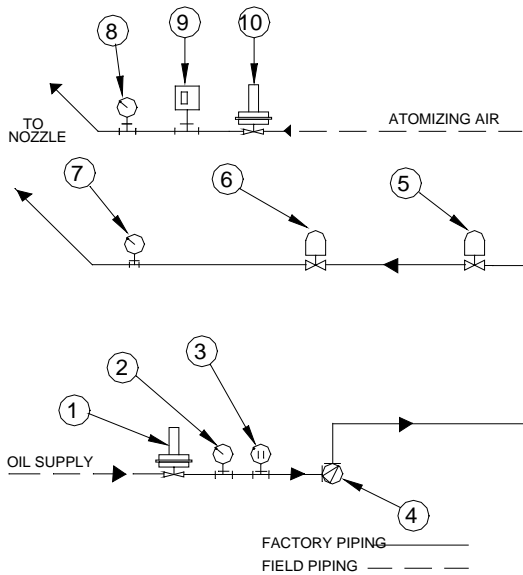 8
9
10
TO
NOZZLE
ATOMIZING AIR
7
6
5
1
2
3
OIL SUPPLY
4
FACTORY PIPING
FIELD PIPING